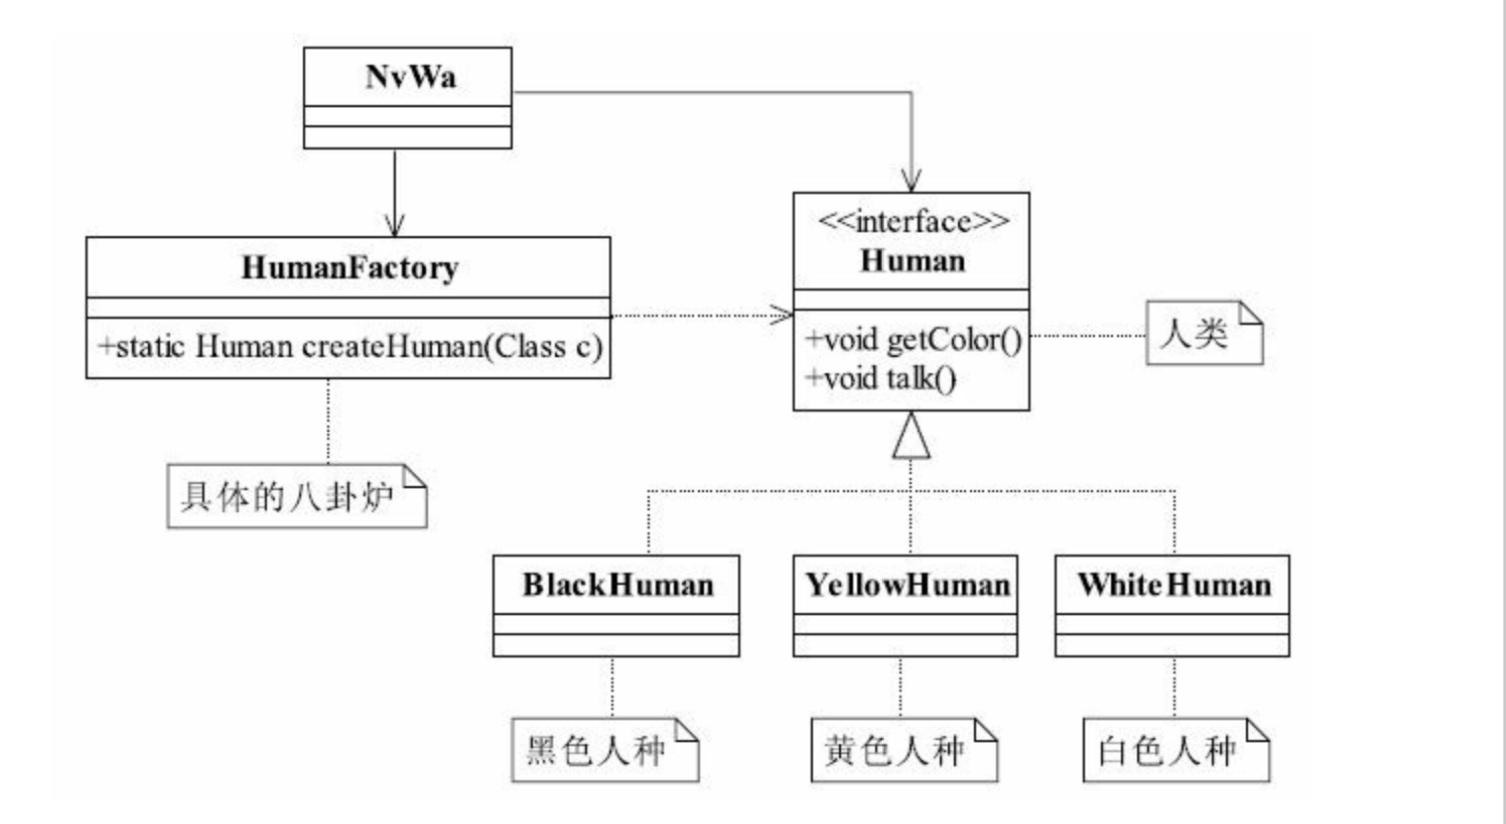 NvWa
HumanFactory
+static Human createHuman(Class c)
具体的八卦炉
<<interface>>
Human
+void getColor()
+void talk()
人类
BlackHuman
YellowHuman
WhiteHuman
黑色人种
黄色人种
白色人种